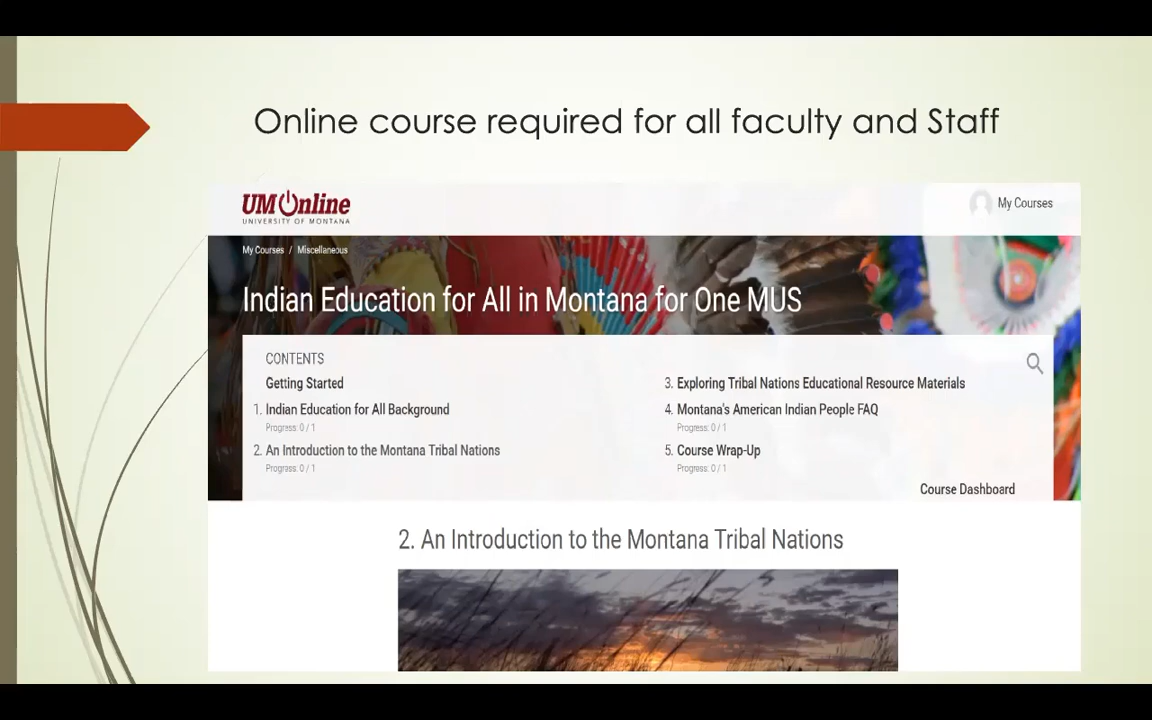 Online course required for all faculty and Staff
UM Online
UNIVERSITY OF MONTANA
My Courses
My Courses / Miscellaneous
Indian Education for All in Montana for One MUS
CONTENTS
Getting Started
1. Indian Education for All Background
Progress: 0 / 1
2. An Introduction to the Montana Tribal Nations
Progress: 0 / 1
3. Exploring Tribal Nations Educational Resource Materials
4. Montana's American Indian People FAQ
Progress: 0 / 1
5. Course Wrap-Up
Progress: 0 / 1
Course Dashboard
2. An Introduction to the Montana Tribal Nations